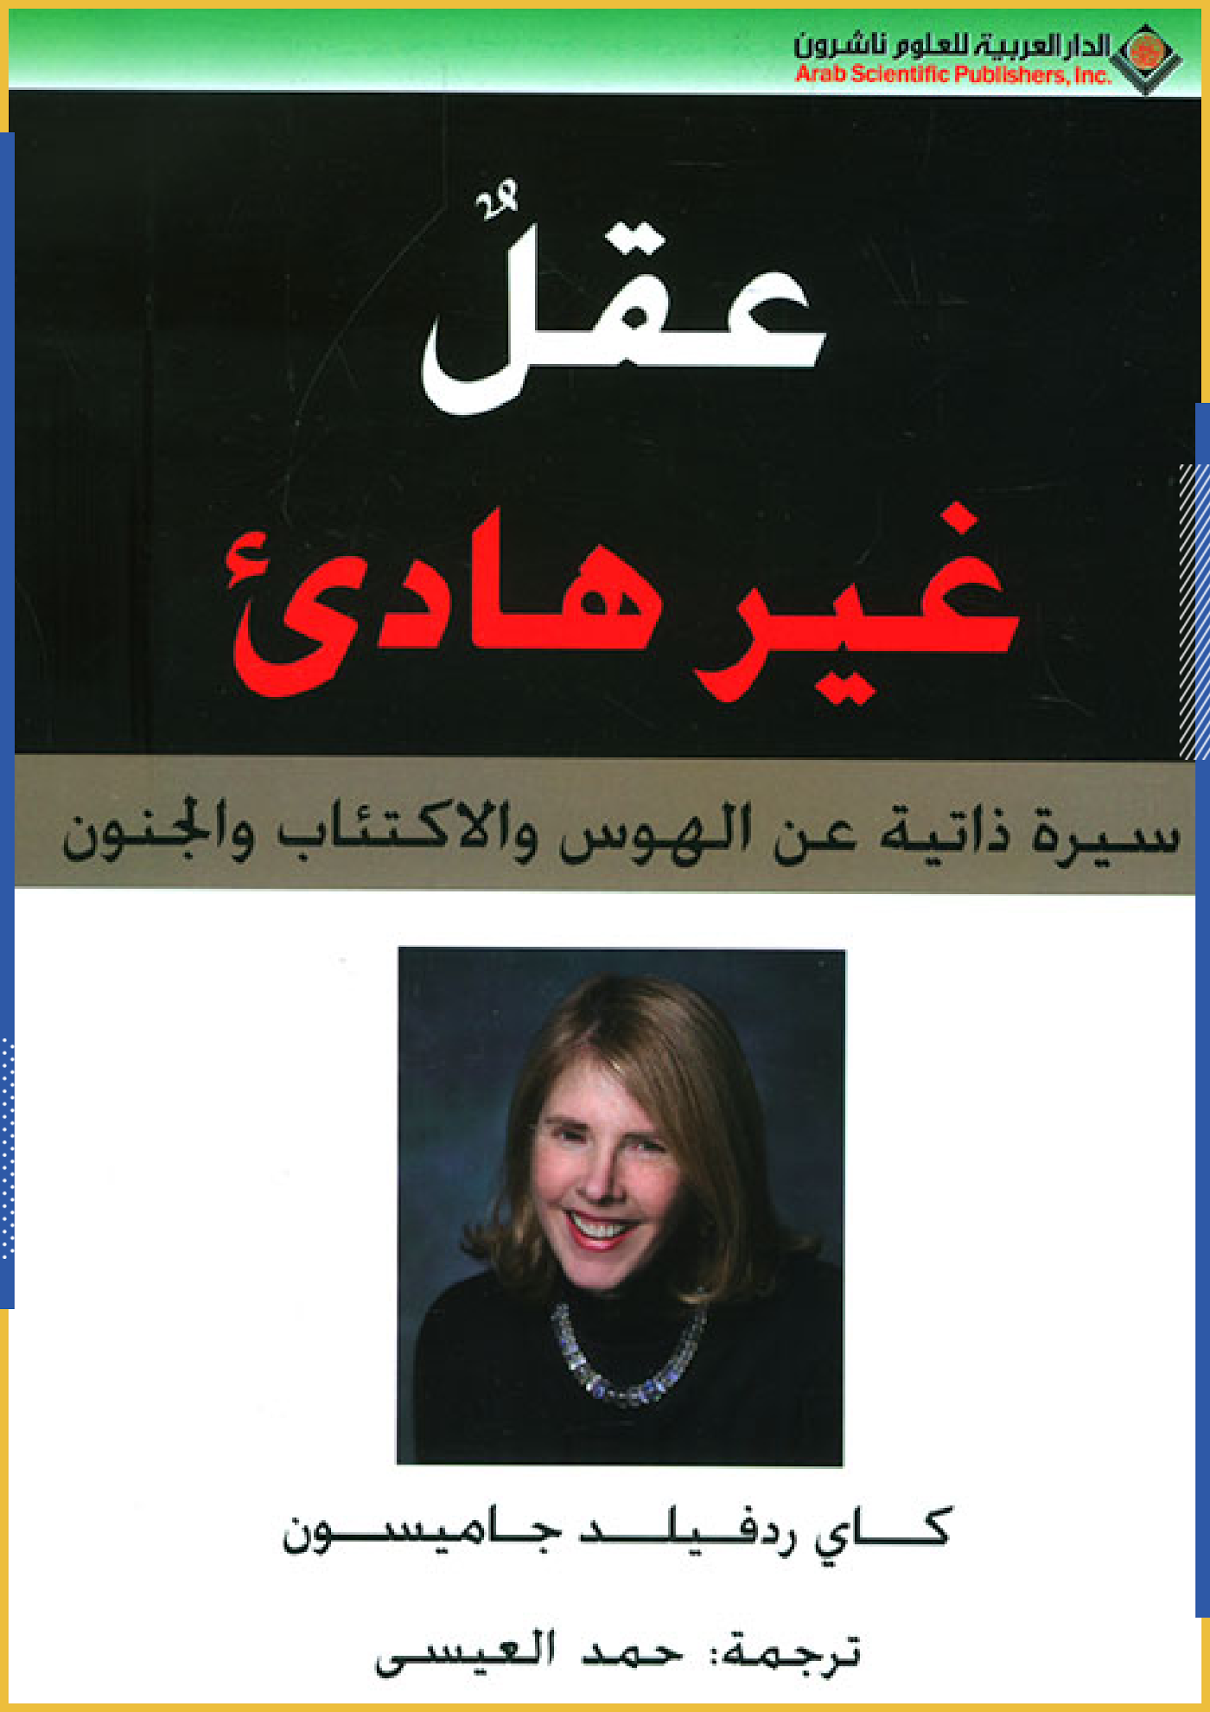 الدار العربية للعلوم ناشرون
Arab Scientific Publishers, Inc.
عقلٌ
غير هادئ
سيرة ذاتية عن الهوس والاكتئاب والجنون
كاي ردفيلد جاميسون
ترجمة: حمد العيسى